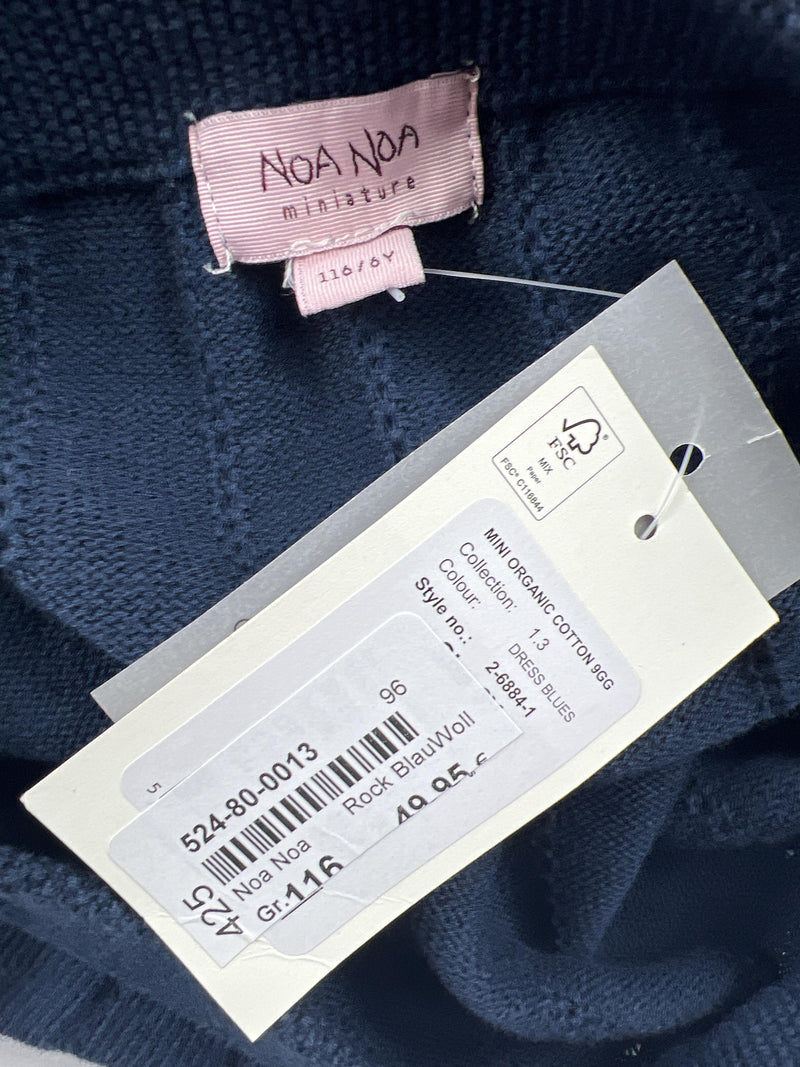 NOA NOA
miniature
116/6Y
FSC®
MIX
Paper
FSC® C116844
MINI ORGANIC COTTON 9GG
Collection: 1.3
Colour: DRESS BLUES
Style no.: 2-6884-1
5
96
524-80-0013
Rock BlauWoll
Noa Noa
49,95 €
Gr. 116
425